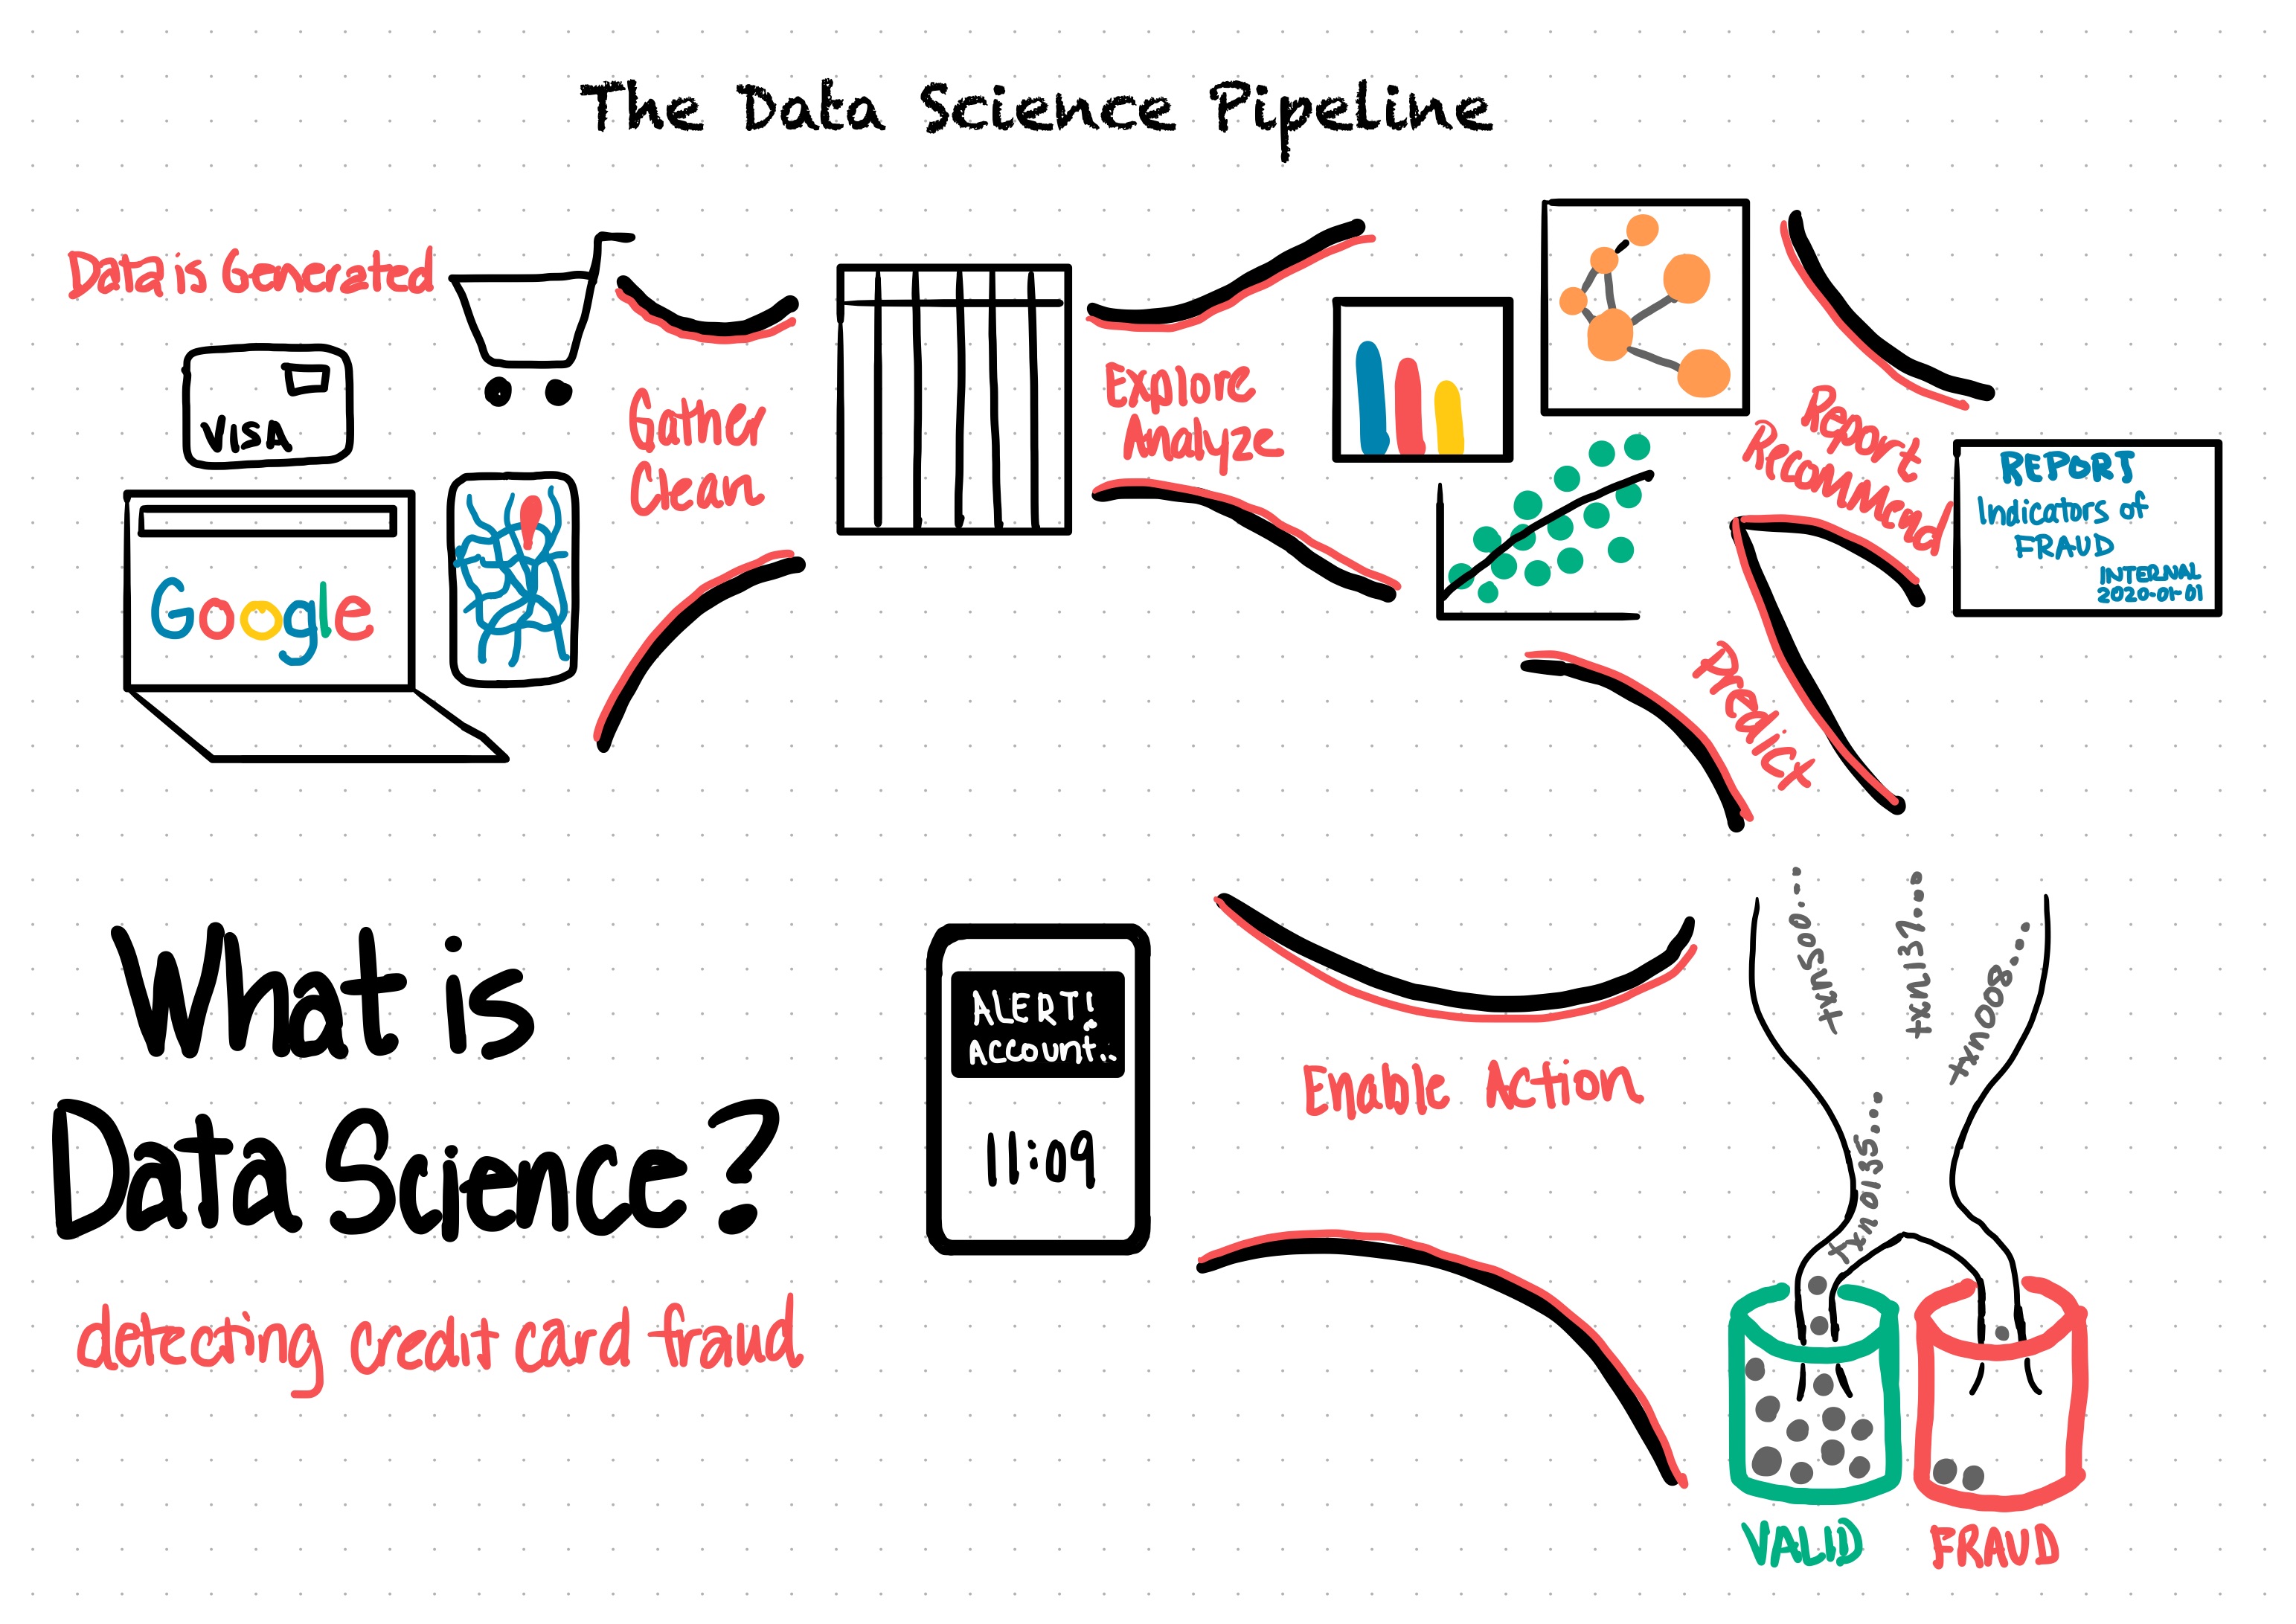 The Data Science Pipeline
Data is Generated
VISA
Google
Gather
Clean
Explore
Analyze
Report
Recommend
REPORT
Indicators of
FRAUD
INTERNAL
2020-01-01
Predict
txn500...
txn137...
txn008...
txn0135...
What is
Data Science?
detecting credit card fraud
ALERT!
Account..
11:09
Enable Action
VALID
FRAUD